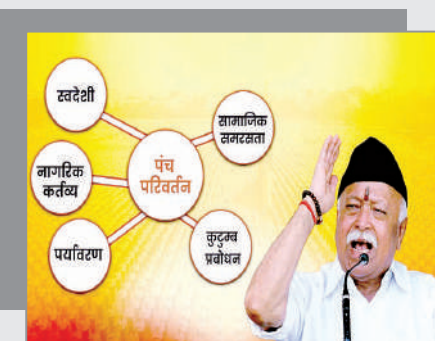 स्वदेशी
सामाजिक
समरसता
पंच
परिवर्तन
नागरिक
कर्तव्य
पर्यावरण
कुटुम्ब
प्रबोधन